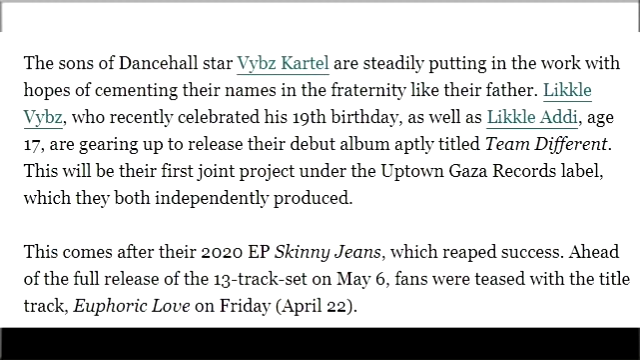 The sons of Dancehall star Vybz Kartel are steadily putting in the work with
hopes of cementing their names in the fraternity like their father. Likkle
Vybz, who recently celebrated his 19th birthday, as well as Likkle Addi, age
17, are gearing up to release their debut album aptly titled Team Different.
This will be their first joint project under the Uptown Gaza Records label,
which they both independently produced.
This comes after their 2020 EP Skinny Jeans, which reaped success. Ahead
of the full release of the 13-track-set on May 6, fans were teased with the title
track, Euphoric Love on Friday (April 22).